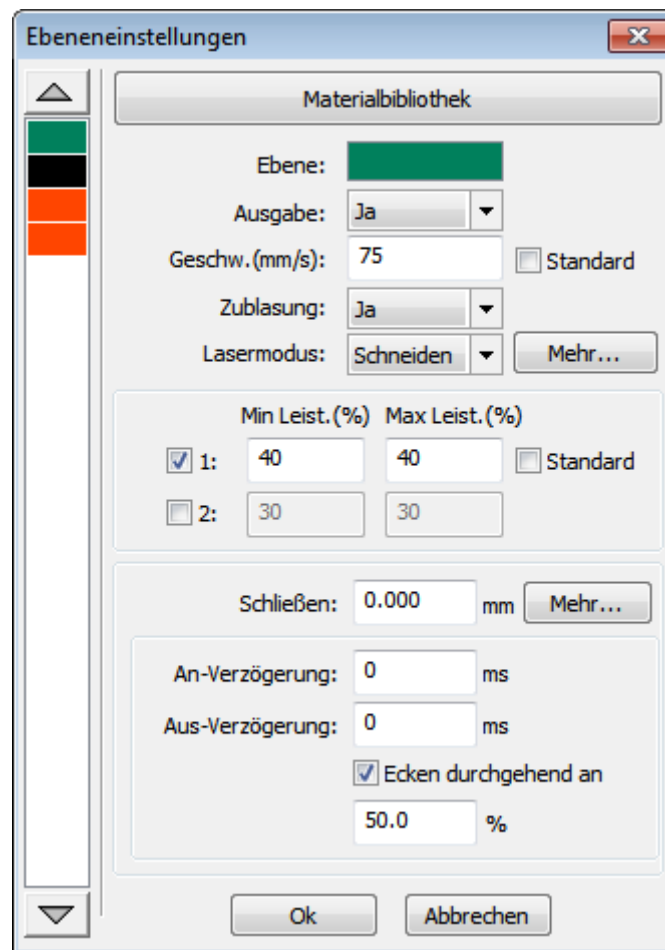 Ebeneneinstellungen
Materialbibliothek
Ebene:
Ausgabe: Ja
Geschw.(mm/s): 75 Standard
Zublasung: Ja
Lasermodus: Schneiden Mehr...
Min Leist.(%) Max Leist.(%)
1: 40 40 Standard
2: 30 30
Schließen: 0.000 mm Mehr...
An-Verzögerung: 0 ms
Aus-Verzögerung: 0 ms
Ecken durchgehend an
50.0 %
Ok Abbrechen